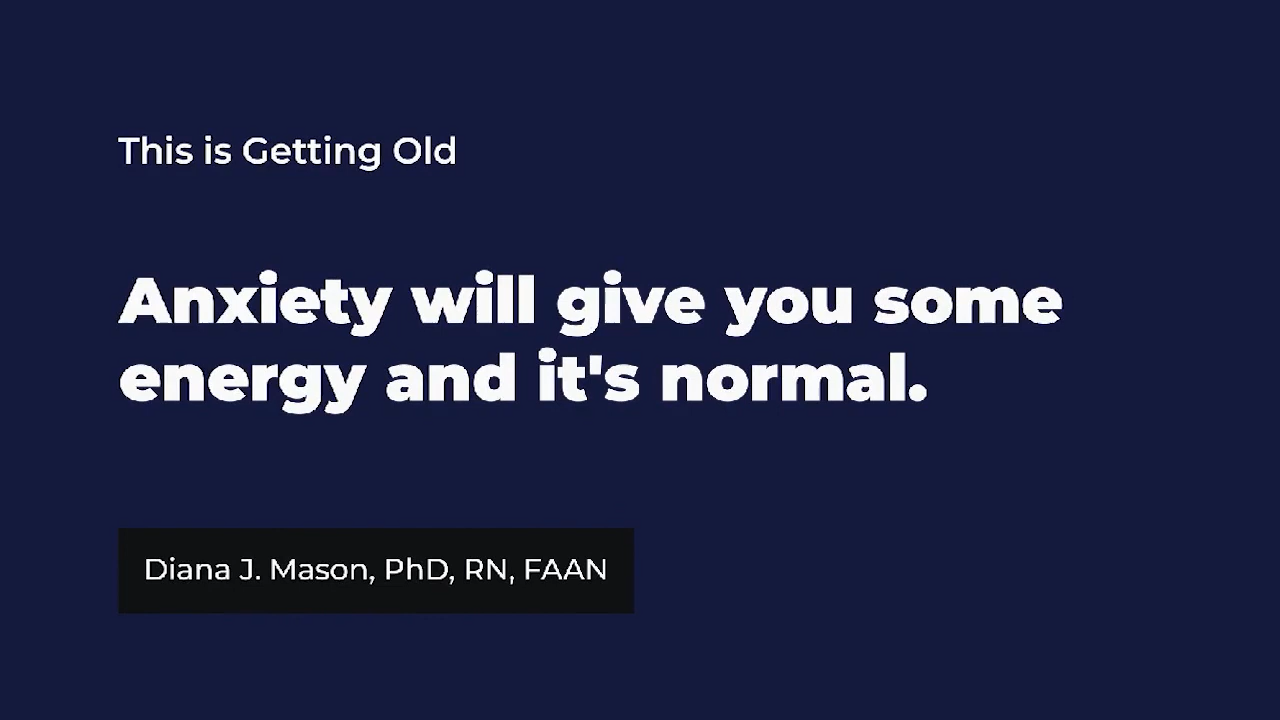 This is Getting Old
Anxiety will give you some
energy and it's normal.
Diana J. Mason, PhD, RN, FAAN